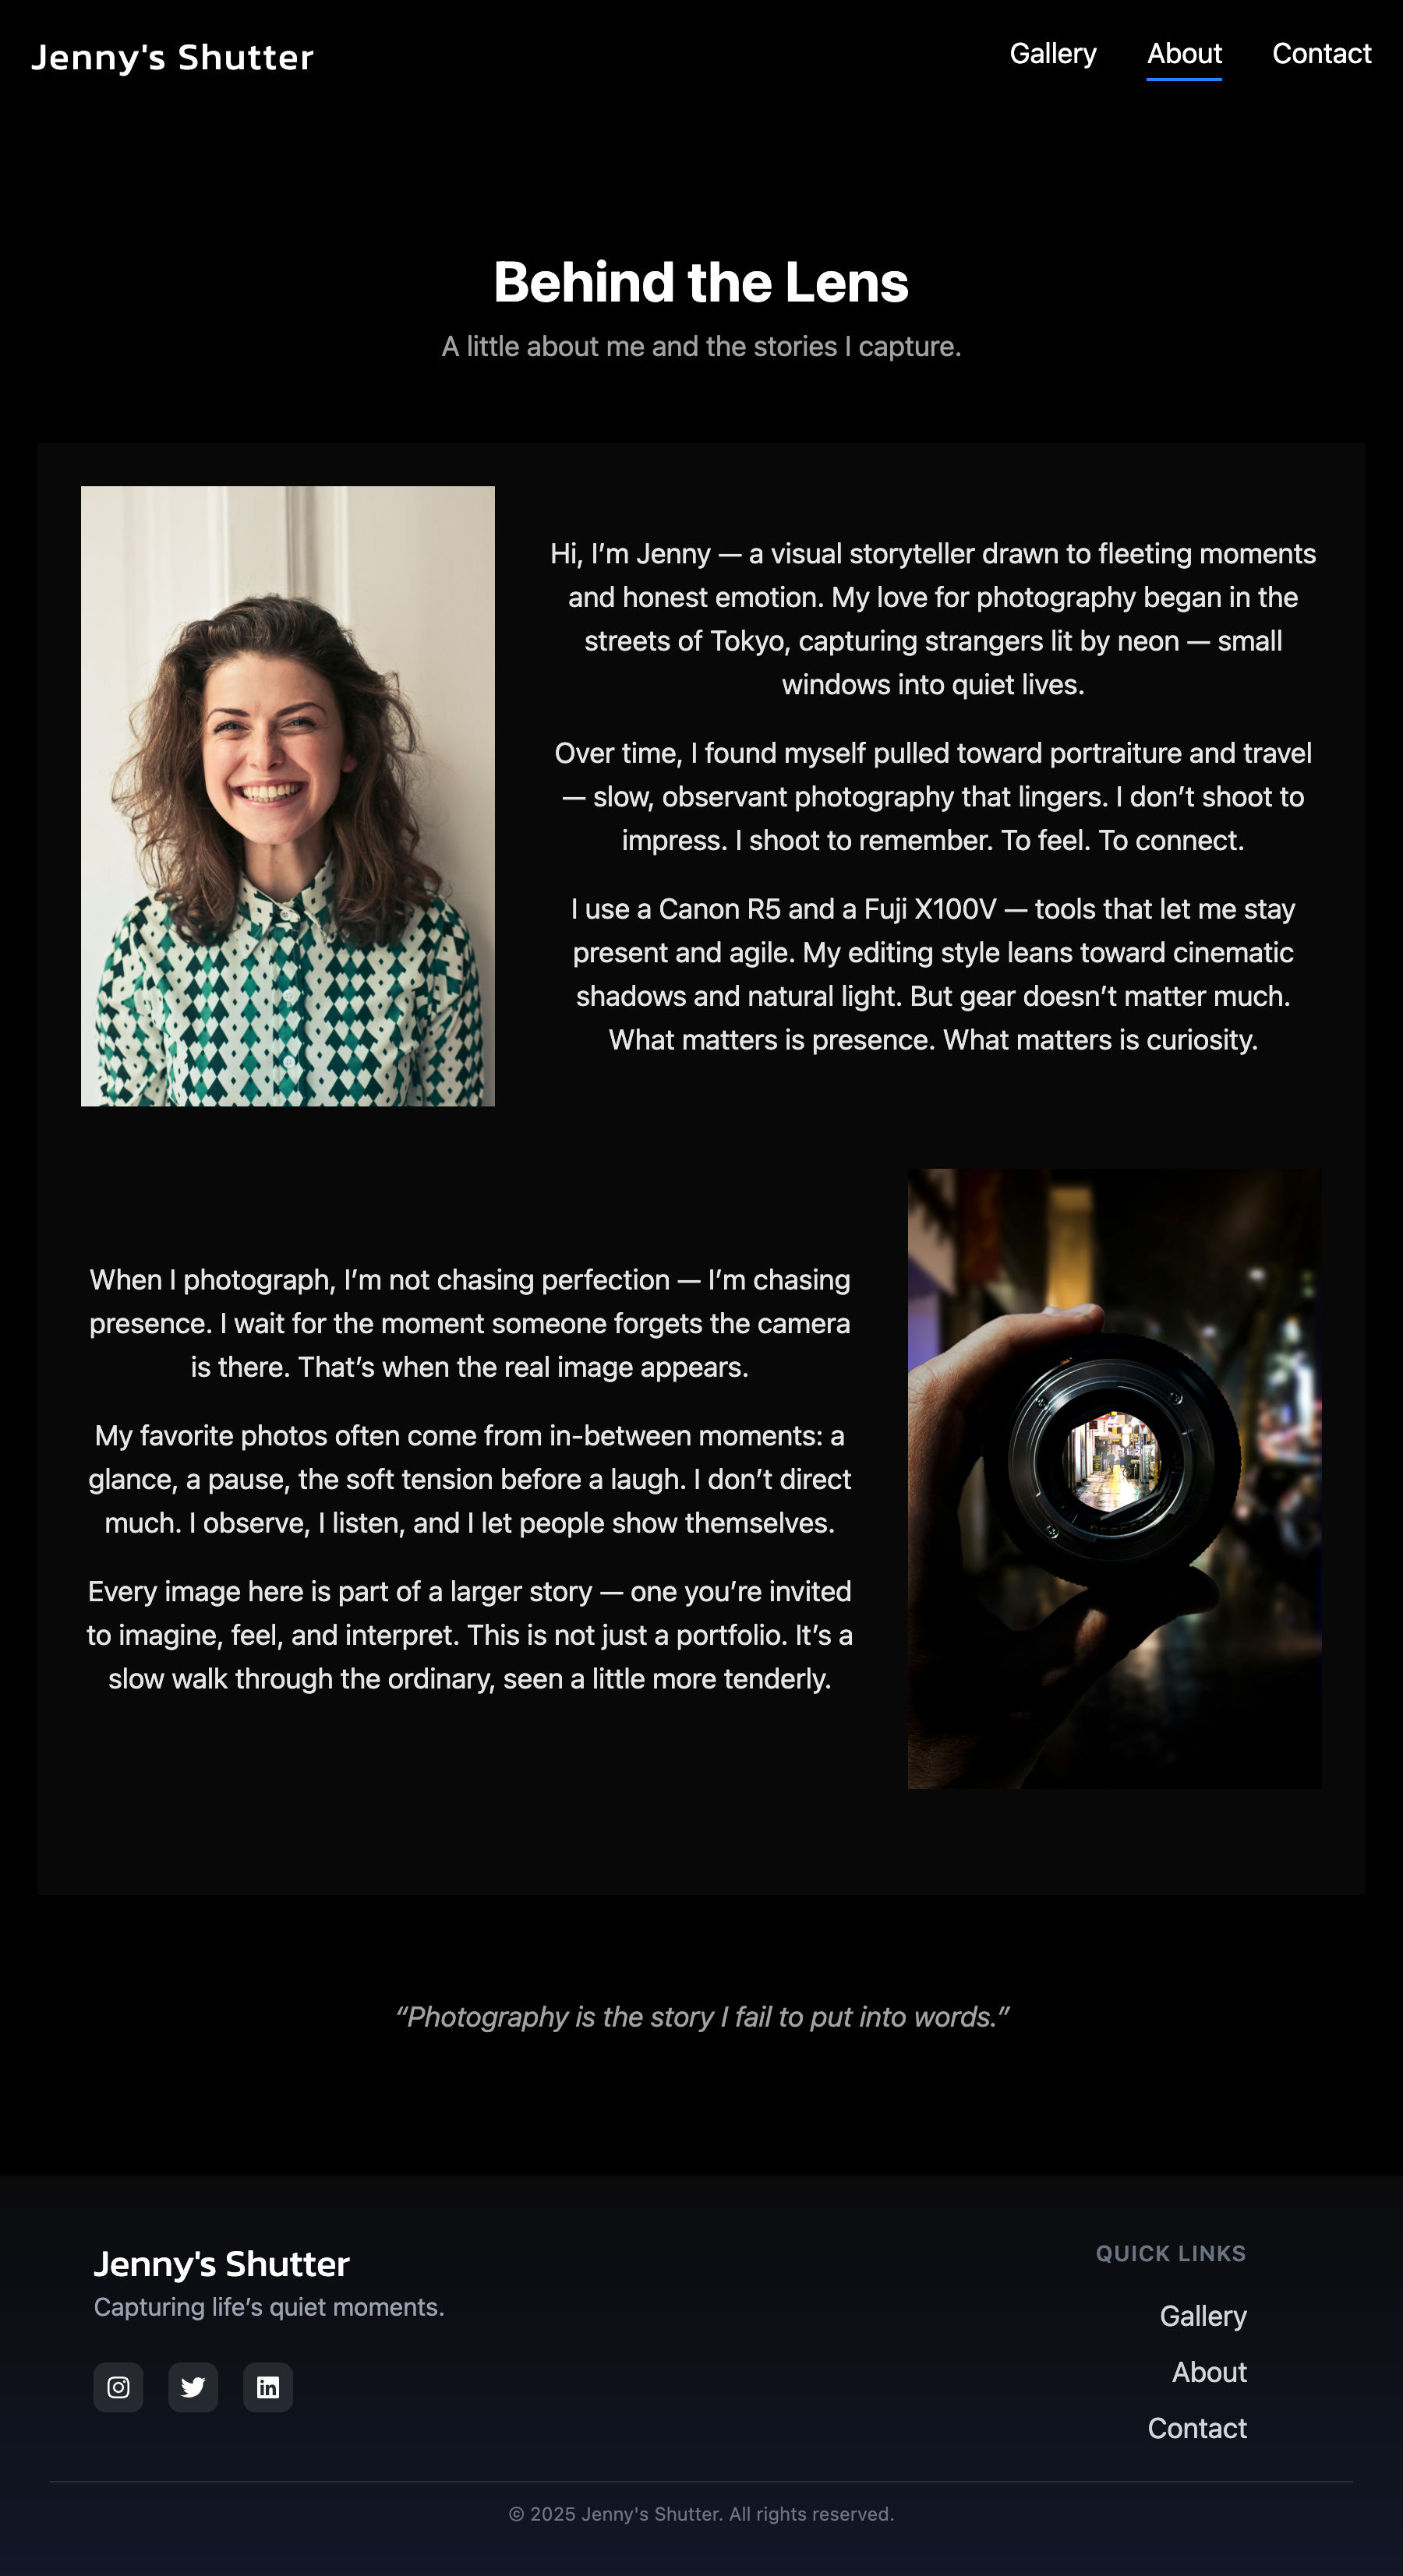 Jenny's Shutter
Gallery
About
Contact
Behind the Lens
A little about me and the stories I capture.
Hi, I’m Jenny — a visual storyteller drawn to fleeting moments
and honest emotion. My love for photography began in the
streets of Tokyo, capturing strangers lit by neon — small
windows into quiet lives.
Over time, I found myself pulled toward portraiture and travel
— slow, observant photography that lingers. I don’t shoot to
impress. I shoot to remember. To feel. To connect.
I use a Canon R5 and a Fuji X100V — tools that let me stay
present and agile. My editing style leans toward cinematic
shadows and natural light. But gear doesn’t matter much.
What matters is presence. What matters is curiosity.
When I photograph, I’m not chasing perfection — I’m chasing
presence. I wait for the moment someone forgets the camera
is there. That’s when the real image appears.
My favorite photos often come from in-between moments: a
glance, a pause, the soft tension before a laugh. I don’t direct
much. I observe, I listen, and I let people show themselves.
Every image here is part of a larger story — one you’re invited
to imagine, feel, and interpret. This is not just a portfolio. It’s a
slow walk through the ordinary, seen a little more tenderly.
“Photography is the story I fail to put into words.”
Jenny's Shutter
Capturing life’s quiet moments.
QUICK LINKS
Gallery
About
Contact
© 2025 Jenny's Shutter. All rights reserved.